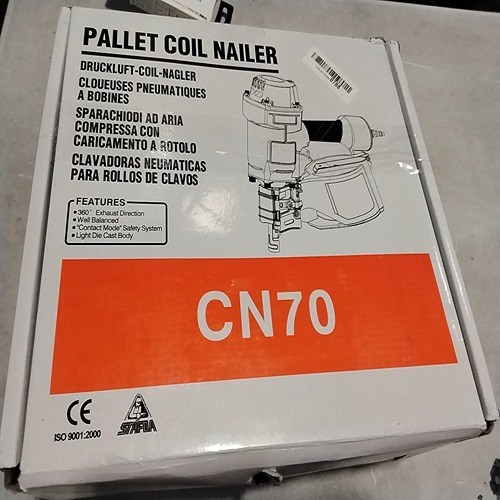 PALLET COIL NAILER
DRUCKLUFT-COIL-NAGLER
CLOUEUSES PNEUMATIQUES
A BOBINES
SPARACHIODI AD ARIA
COMPRESSA CON
CARICAMENTO A ROTOLO
CLAVADORAS NEUMATICAS
PARA ROLLOS DE CLAVOS
FEATURES
• 360° Exhaust Direction
• Well Balanced
• "Contact Mode" Safety System
• Light Die Cast Body
CN70
CE
ISO 9001:2000